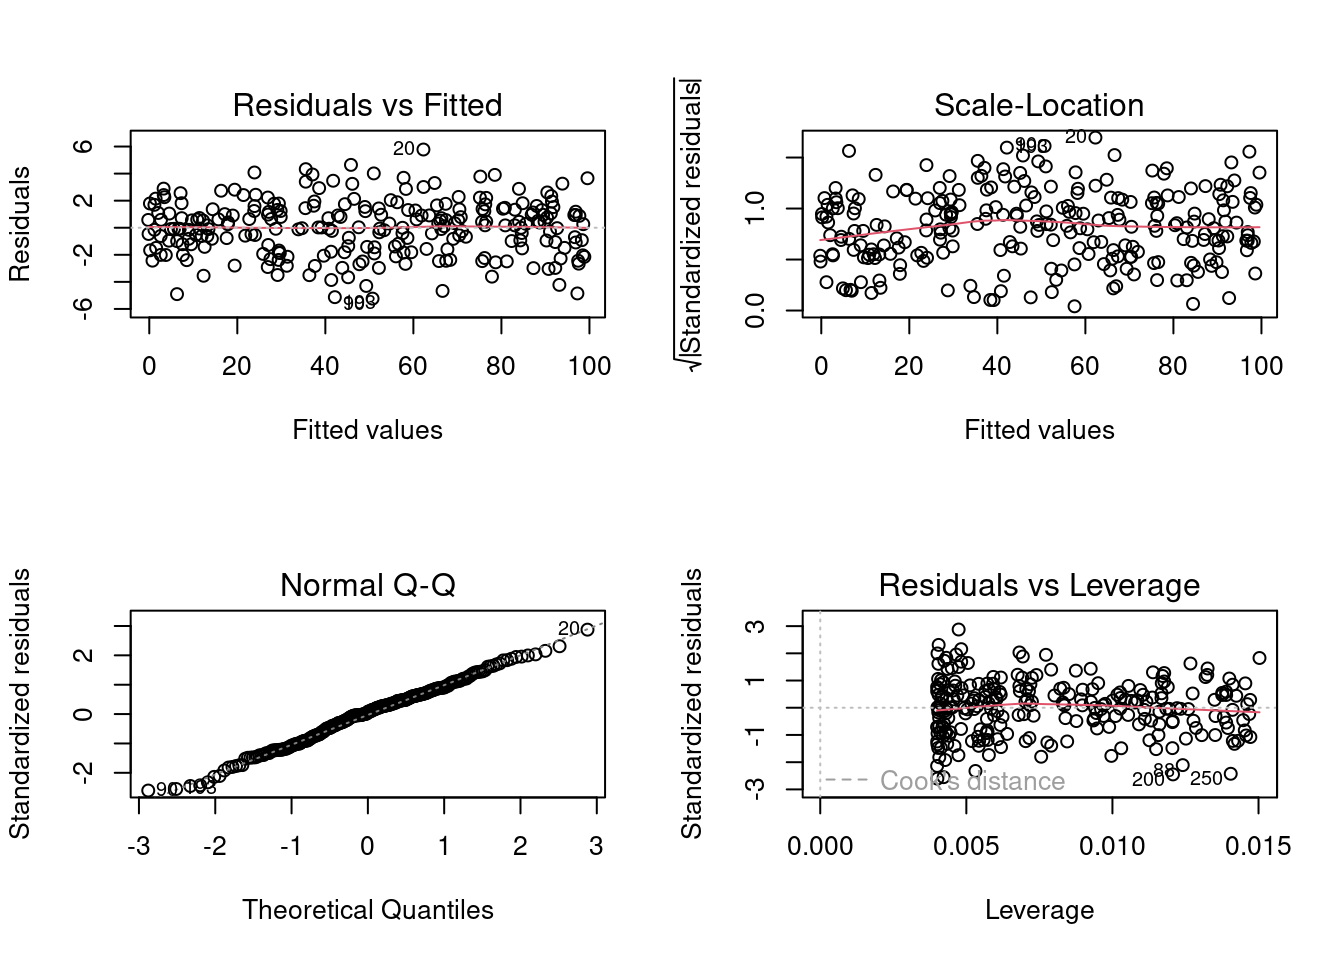 Residuals vs Fitted
Residuals
6
2
-2
-6
20
0 20 40 60 80 100
Fitted values
Scale-Location
√|Standardized residuals|
1.0
0.0
20
0 20 40 60 80 100
Fitted values
Normal Q-Q
Standardized residuals
2
0
-2
20
-3 -2 -1 0 1 2 3
Theoretical Quantiles
Residuals vs Leverage
Standardized residuals
3
1
-1
-3
Cook's distance
88
200
250
0.000 0.005 0.010 0.015
Leverage